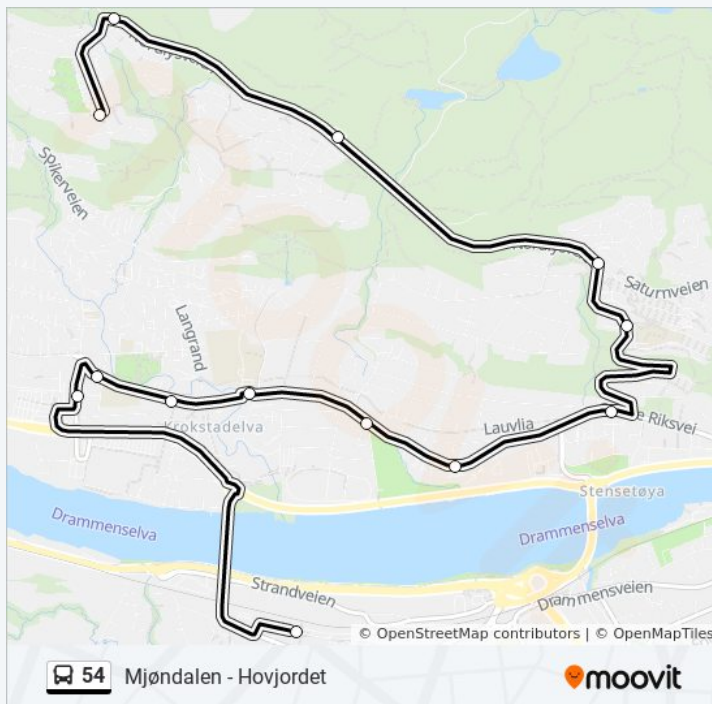 Spikerveien
Saturnveien
Langrand
Lauvlia
e Riksvei
Krokstadelva
Stensetøya
Drammenselva
Drammenselva
Strandveien
Drammensveien
© OpenStreetMap contributors | © OpenMapTiles
54 Mjøndalen - Hovjordet
moovit